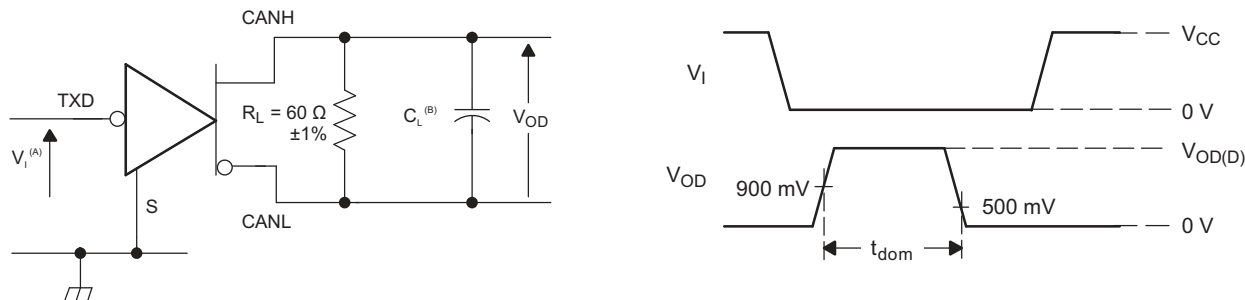 CANH
TXD
R_L = 60 Ω
±1%
C_L (B)
V_OD
V_I (A)
S
CANL
V_I
V_CC
0 V
V_OD
900 mV
V_OD(D)
500 mV
0 V
t_dom